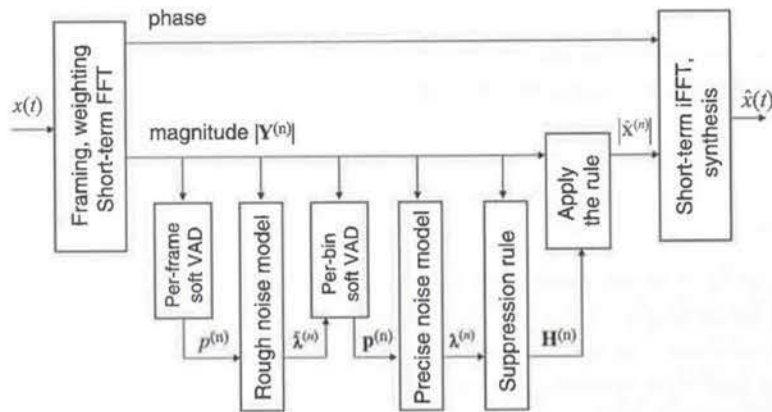 phase
x(t)
Framing, weighting
Short-term FFT
magnitude |Y⁽ⁿ⁾|
Per-frame
soft VAD
Rough noise model
Per-bin
soft VAD
Precise noise model
Suppression rule
Apply
the rule
|x̂⁽ⁿ⁾|
Short-term iFFT,
synthesis
x̂(t)
p⁽ⁿ⁾
λ̃⁽ⁿ⁾
p⁽ⁿ⁾
λ⁽ⁿ⁾
H⁽ⁿ⁾